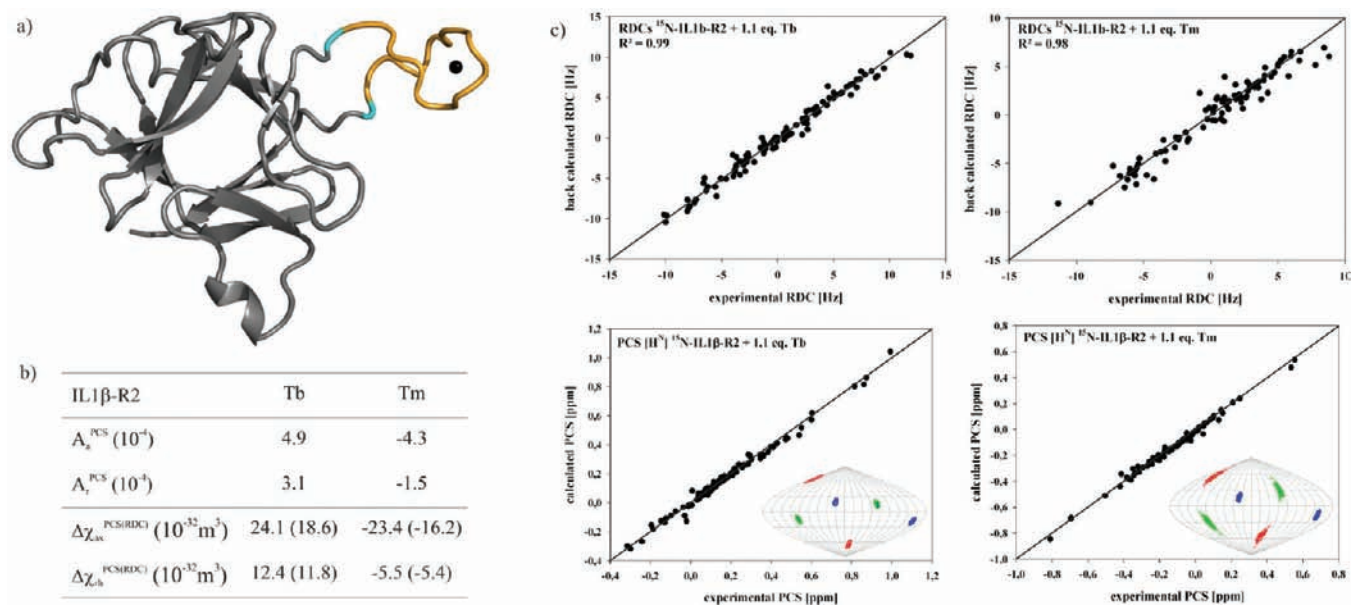 a)
b)
IL1β-R2 Tb Tm
Aa^PCS (10^-4) 4.9 -4.3
Ar^PCS (10^-4) 3.1 -1.5
Δχax^PCS(RDC) (10^-32 m^3) 24.1 (18.6) -23.4 (-16.2)
Δχrh^PCS(RDC) (10^-32 m^3) 12.4 (11.8) -5.5 (-5.4)
c)
RDCs ^15N-IL1b-R2 + 1.1 eq. Tb
R² = 0.99
back calculated RDC [Hz]
15
10
5
0
-5
-10
-15
-15 -10 -5 0 5 10 15
experimental RDC [Hz]
RDCs ^15N-IL1b-R2 + 1.1 eq. Tm
R² = 0.98
back calculated RDC [Hz]
10
5
0
-5
-10
-15
-15 -10 -5 0 5 10
experimental RDC [Hz]
PCS [H^N] ^15N-IL1β-R2 + 1.1 eq. Tb
calculated PCS [ppm]
1,2
1,0
0,8
0,6
0,4
0,2
0,0
-0,2
-0,4
-0,4 -0,2 0,0 0,2 0,4 0,6 0,8 1,0 1,2
experimental PCS [ppm]
PCS [H^N] ^15N-IL1β-R2 + 1.1 eq. Tm
calculated PCS [ppm]
0,8
0,6
0,4
0,2
0,0
-0,2
-0,4
-0,6
-0,8
-1,0
-1,0 -0,8 -0,6 -0,4 -0,2 0,0 0,2 0,4 0,6 0,8
experimental PCS [ppm]